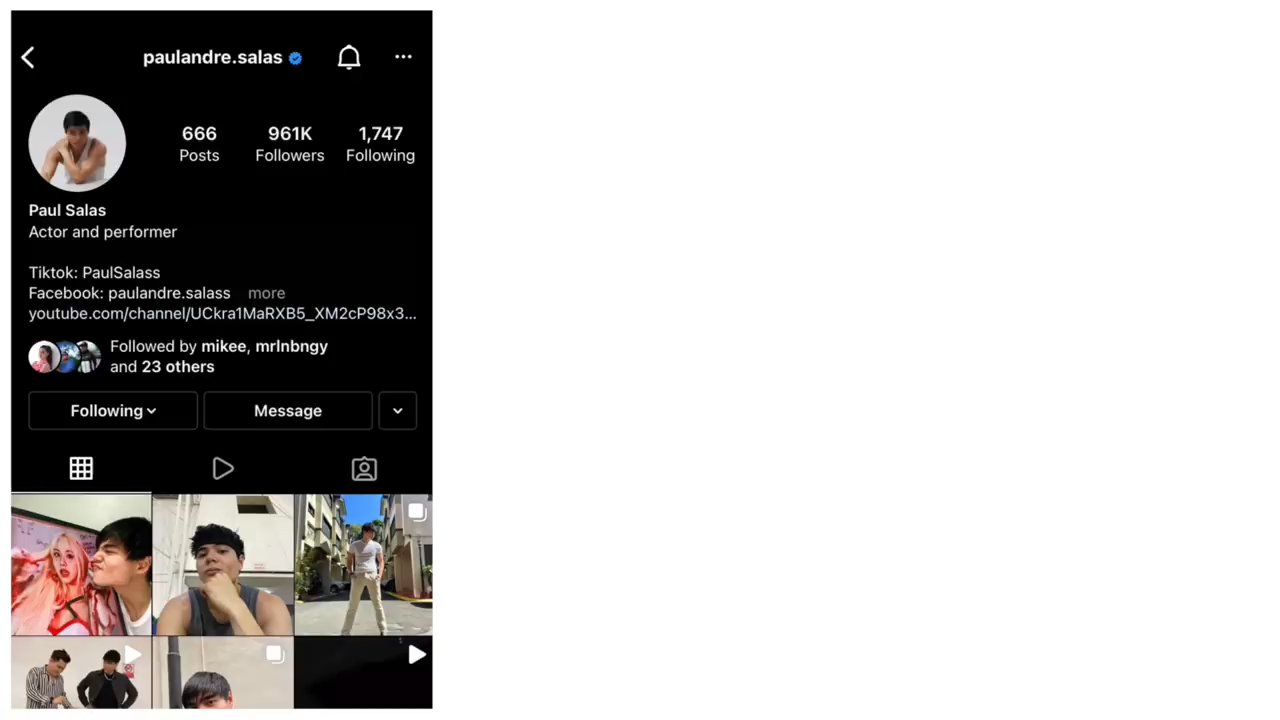 paulandre.salas
666
Posts
961K
Followers
1,747
Following
Paul Salas
Actor and performer
Tiktok: PaulSalass
Facebook: paulandre.salass more
youtube.com/channel/UCkra1MaRXB5_XM2cP98x3...
Followed by mikee, mrlnbngy
and 23 others
Following
Message